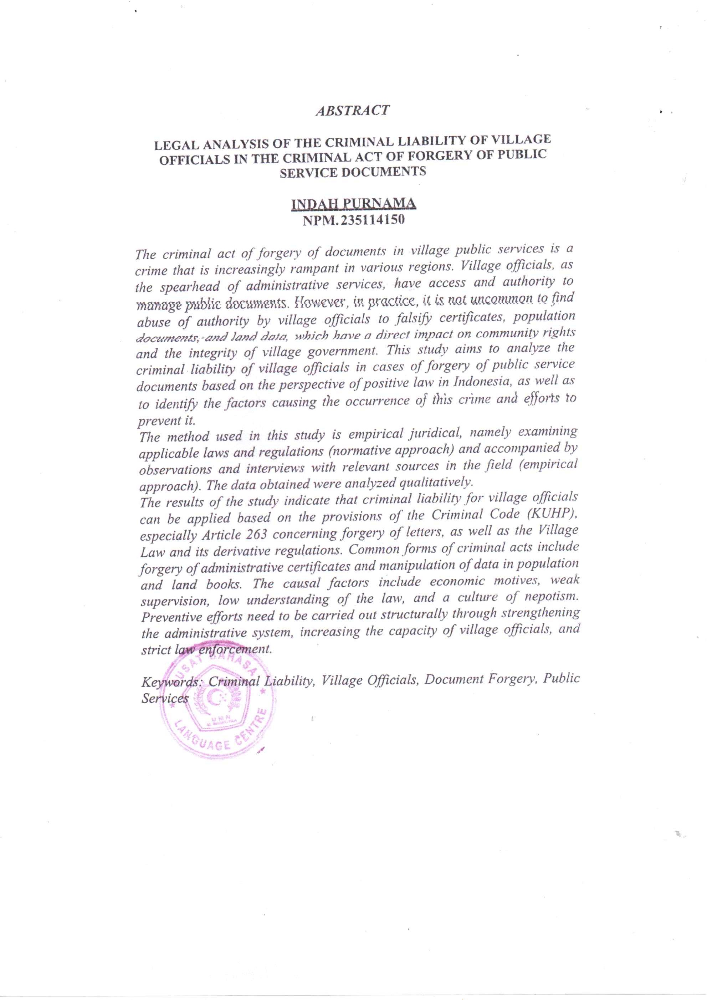 ABSTRACT
LEGAL ANALYSIS OF THE CRIMINAL LIABILITY OF VILLAGE
OFFICIALS IN THE CRIMINAL ACT OF FORGERY OF PUBLIC
SERVICE DOCUMENTS
INDAH PURNAMA
NPM.235114150
The criminal act of forgery of documents in village public services is a
crime that is increasingly rampant in various regions. Village officials, as
the spearhead of administrative services, have access and authority to
manage public documents. However, in practice, it is not uncommon to find
abuse of authority by village officials to falsify certificates, population
documents, and land data, which have a direct impact on community rights
and the integrity of village government. This study aims to analyze the
criminal liability of village officials in cases of forgery of public service
documents based on the perspective of positive law in Indonesia, as well as
to identify the factors causing the occurrence of this crime and efforts to
prevent it.
The method used in this study is empirical juridical, namely examining
applicable laws and regulations (normative approach) and accompanied by
observations and interviews with relevant sources in the field (empirical
approach). The data obtained were analyzed qualitatively.
The results of the study indicate that criminal liability for village officials
can be applied based on the provisions of the Criminal Code (KUHP),
especially Article 263 concerning forgery of letters, as well as the Village
Law and its derivative regulations. Common forms of criminal acts include
forgery of administrative certificates and manipulation of data in population
and land books. The causal factors include economic motives, weak
supervision, low understanding of the law, and a culture of nepotism.
Preventive efforts need to be carried out structurally through strengthening
the administrative system, increasing the capacity of village officials, and
strict law enforcement.
Keywords: Criminal Liability, Village Officials, Document Forgery, Public
Services
PUSAT BAHASA
UMN
AL WASHLIYAH
LANGUAGE CENTRE